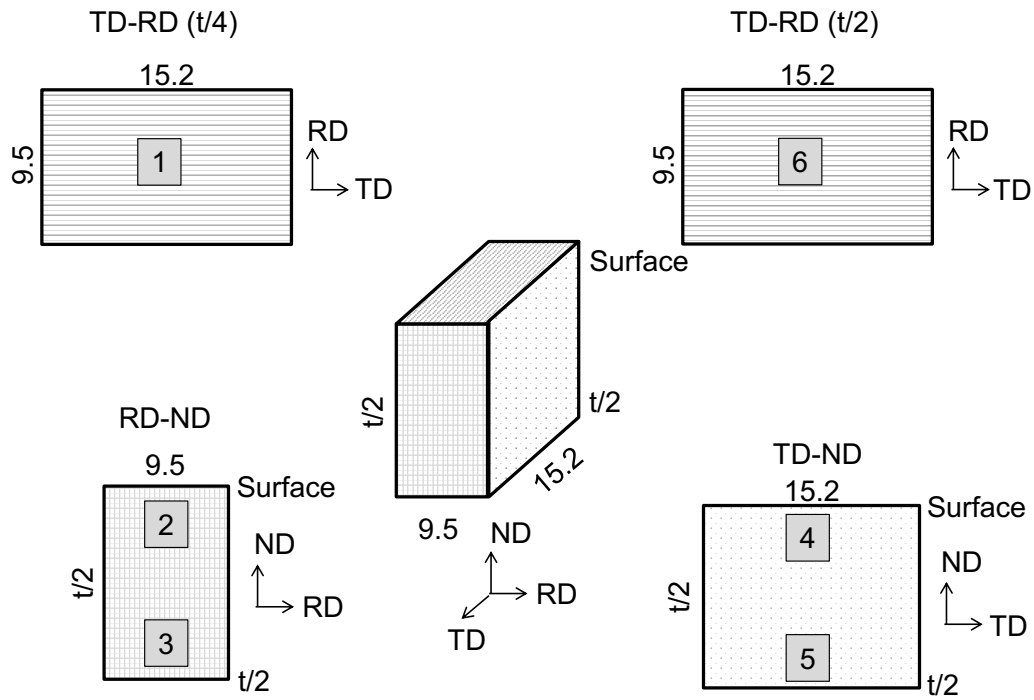 TD-RD (t/4)
15.2
9.5
1
RD
TD
TD-RD (t/2)
15.2
9.5
6
RD
TD
Surface
t/2
t/2
15.2
9.5
ND
RD
TD
RD-ND
9.5
Surface
2
t/2
3
t/2
ND
RD
TD-ND
15.2
Surface
4
t/2
5
t/2
ND
TD